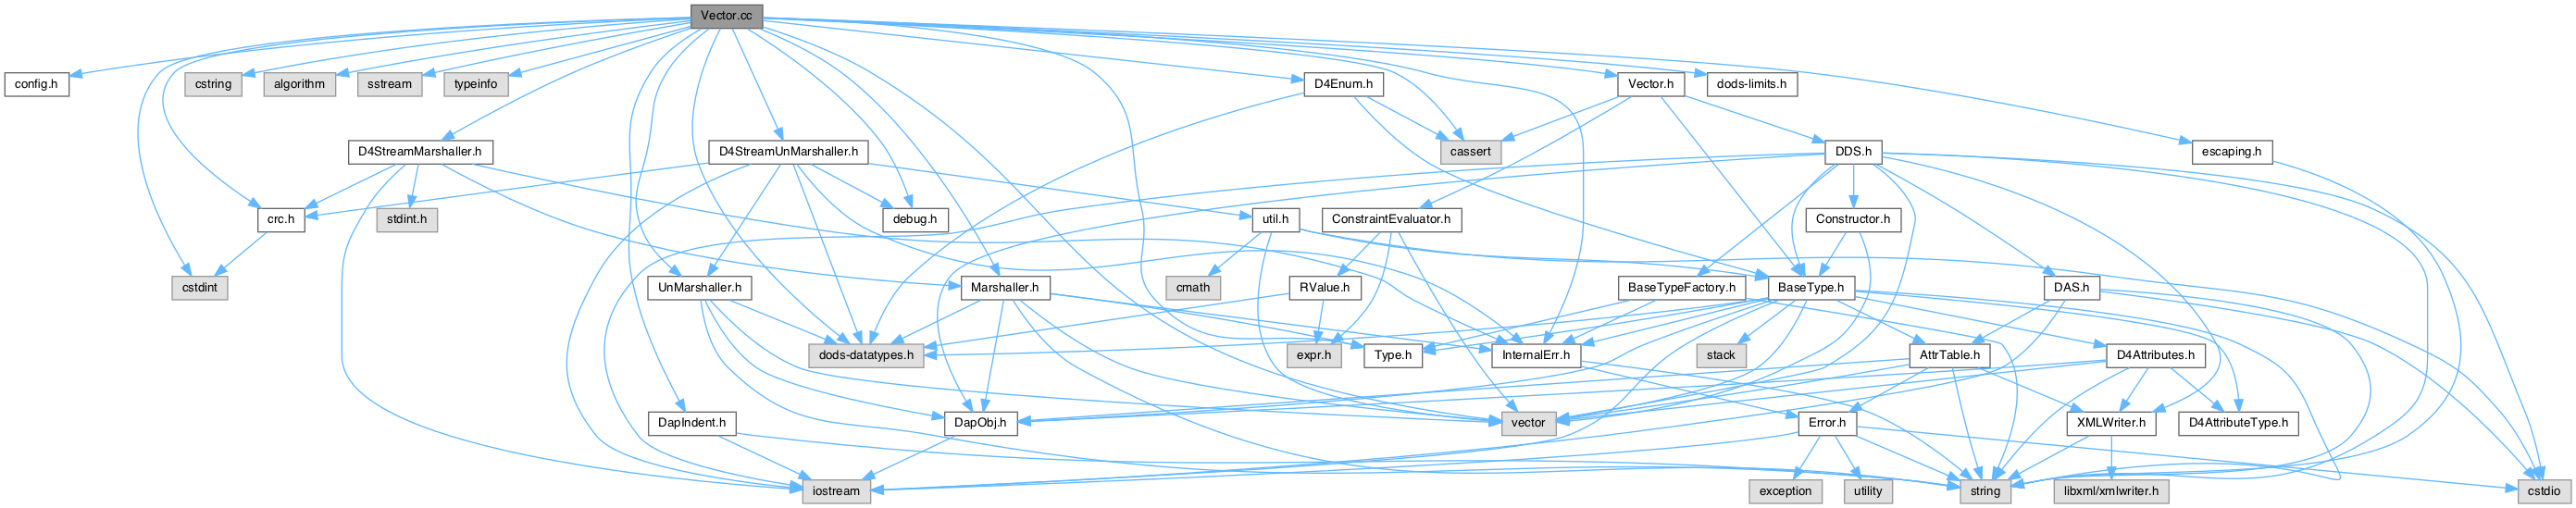 Vector.cc
config.h
cstring
algorithm
sstream
typeinfo
D4Enum.h
Vector.h
dods-limits.h
D4StreamMarshaller.h
D4StreamUnMarshaller.h
cassert
DDS.h
escaping.h
crc.h
stdint.h
debug.h
util.h
ConstraintEvaluator.h
Constructor.h
cstdint
UnMarshaller.h
Marshaller.h
cmath
RValue.h
BaseTypeFactory.h
BaseType.h
DAS.h
dods-datatypes.h
expr.h
Type.h
InternalErr.h
stack
AttrTable.h
D4Attributes.h
DapIndent.h
DapObj.h
vector
Error.h
XMLWriter.h
D4AttributeType.h
iostream
exception
utility
string
libxml/xmlwriter.h
cstdio